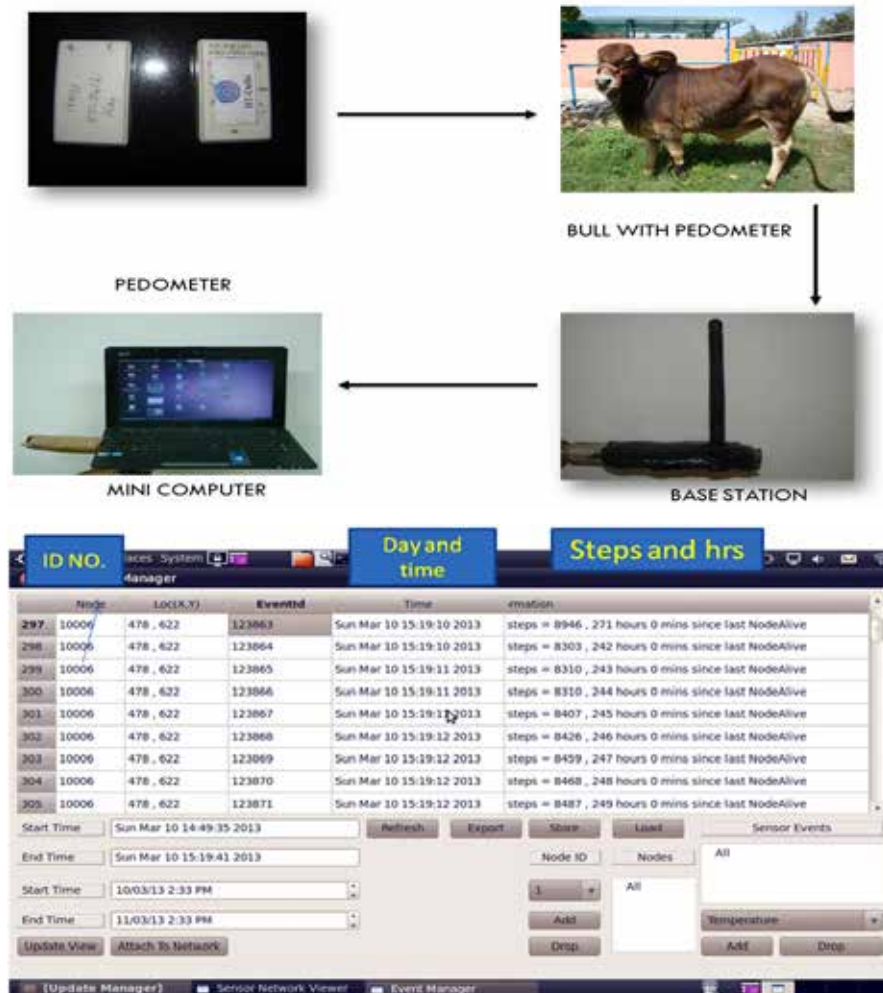 BULL WITH PEDOMETER
PEDOMETER
MINI COMPUTER
BASE STATION
ID NO.
Day and
time
Steps and hrs
aces System
Manager
Node Loc(X,Y) EventId Time rmation
297 10006 478 , 622 123863 Sun Mar 10 15:19:10 2013 steps = 8946 , 271 hours 0 mins since last NodeAlive
298 10006 478 , 622 123864 Sun Mar 10 15:19:10 2013 steps = 8303 , 242 hours 0 mins since last NodeAlive
299 10006 478 , 622 123865 Sun Mar 10 15:19:11 2013 steps = 8310 , 243 hours 0 mins since last NodeAlive
300 10006 478 , 622 123866 Sun Mar 10 15:19:11 2013 steps = 8310 , 244 hours 0 mins since last NodeAlive
301 10006 478 , 622 123867 Sun Mar 10 2013 steps = 8407 , 245 hours 0 mins since last NodeAlive
302 10006 478 , 622 123868 Sun Mar 10 15:19:12 2013 steps = 8426 , 246 hours 0 mins since last NodeAlive
303 10006 478 , 622 123869 Sun Mar 10 15:19:12 2013 steps = 8459 , 247 hours 0 mins since last NodeAlive
304 10006 478 , 622 123870 Sun Mar 10 15:19:12 2013 steps = 8468 , 248 hours 0 mins since last NodeAlive
305 10006 478 , 622 123871 Sun Mar 10 15:19:12 2013 steps = 8487 , 249 hours 0 mins since last NodeAlive
Start Time Sun Mar 10 14:49:35 2013 Refresh Export Store Load Sensor Events
End Time Sun Mar 10 15:19:41 2013 Node ID Nodes All
Start Time 10/03/13 2:33 PM 1 All
End Time 11/03/13 2:33 PM Add Temperature
Update View Attach To Network Drop Add Drop
[Update Manager] Sensor Network Viewer Event Manager